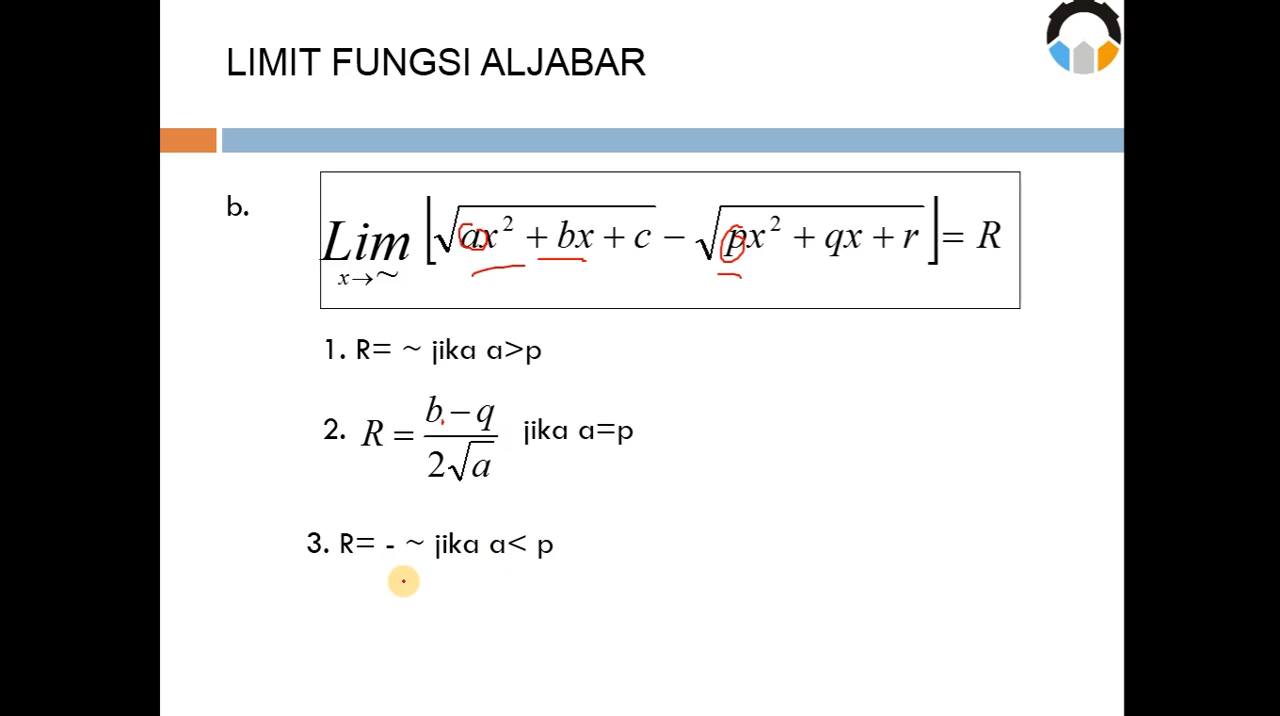 LIMIT FUNGSI ALJABAR
b.
Lim x→~ [√(ax² + bx + c) − √(px² + qx + r)] = R
1. R= ~ jika a>p
2. R = (b − q)/(2√a) jika a=p
3. R= - ~ jika a< p